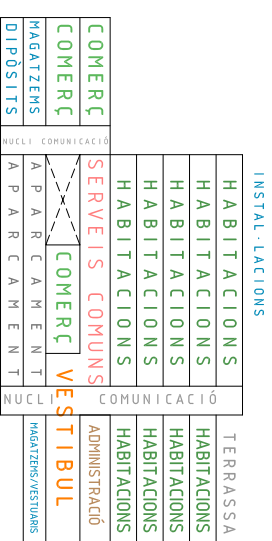 DIPÒSITS
MAGATZEMS
COMERÇ
COMERÇ
NUCLI COMUNICACIÓ
APARCAMENT
APARCAMENT
COMERÇ
SERVEIS COMUNS
HABITACIONS
HABITACIONS
HABITACIONS
HABITACIONS
HABITACIONS
INSTAL·LACIONS
NUCLI
COMUNICACIÓ
MAGATZEMS/VESTUARIS
VESTIBUL
ADMINISTRACIÓ
HABITACIONS
HABITACIONS
HABITACIONS
HABITACIONS
TERRASSA